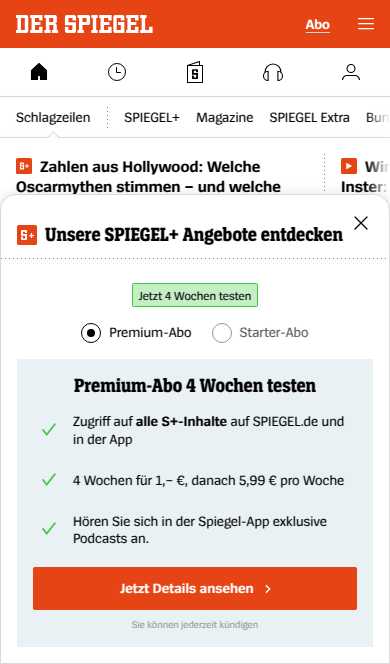 DER SPIEGEL
Abo
S
Schlagzeilen
SPIEGEL+
Magazine
SPIEGEL Extra
S+ Zahlen aus Hollywood: Welche
Oscarmythen stimmen – und welche
Inster:
S+ Unsere SPIEGEL+ Angebote entdecken
Jetzt 4 Wochen testen
Premium-Abo
Starter-Abo
Premium-Abo 4 Wochen testen
Zugriff auf alle S+-Inhalte auf SPIEGEL.de und
in der App
4 Wochen für 1,– €, danach 5,99 € pro Woche
Hören Sie sich in der Spiegel-App exklusive
Podcasts an.
Jetzt Details ansehen
Sie können jederzeit kündigen